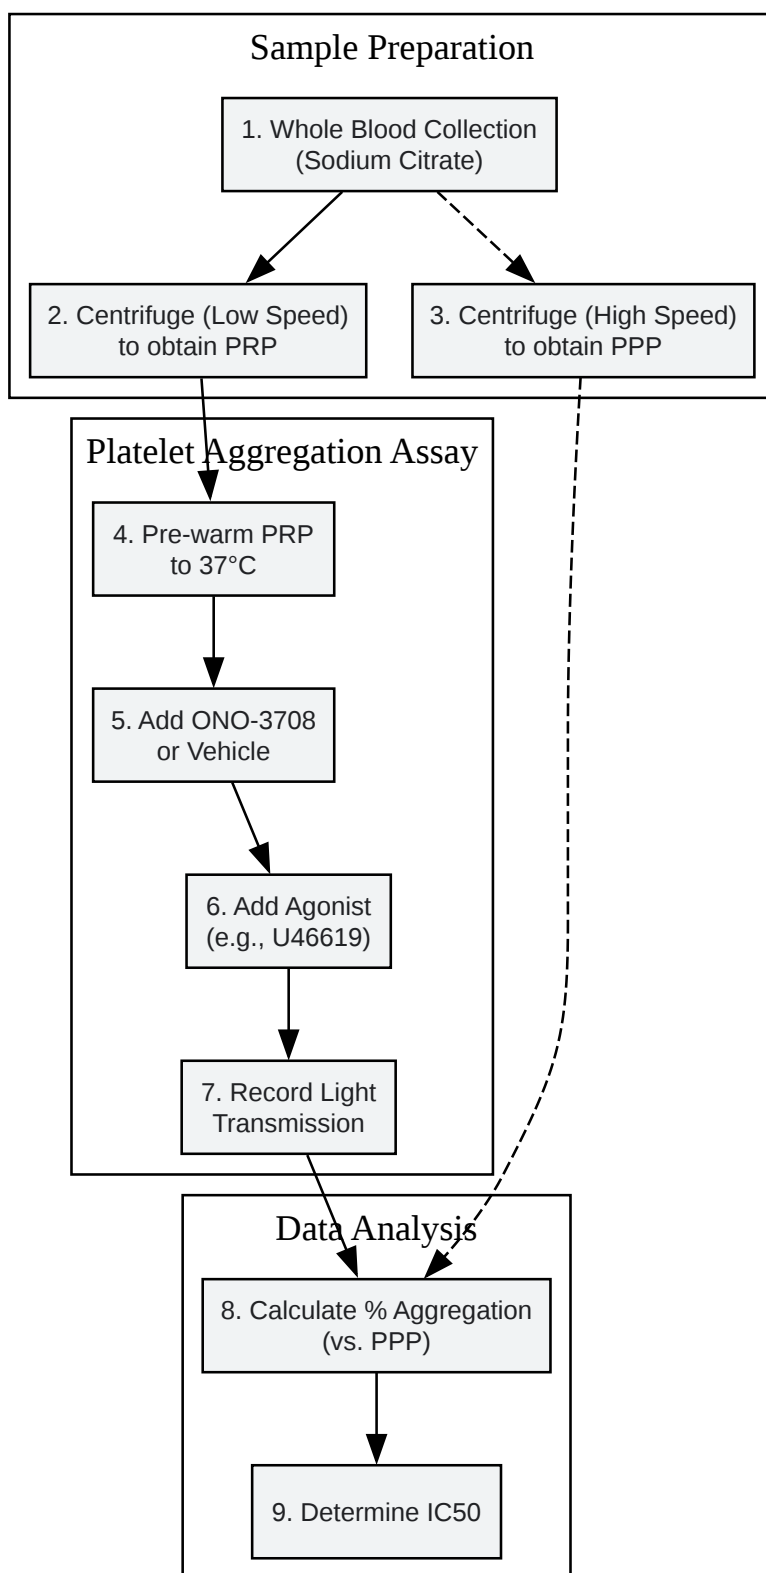 Sample Preparation
1. Whole Blood Collection
(Sodium Citrate)
2. Centrifuge (Low Speed)
to obtain PRP
3. Centrifuge (High Speed)
to obtain PPP
Platelet Aggregation Assay
4. Pre-warm PRP
to 37°C
5. Add ONO-3708
or Vehicle
6. Add Agonist
(e.g., U46619)
7. Record Light
Transmission
Data Analysis
8. Calculate % Aggregation
(vs. PPP)
9. Determine IC50